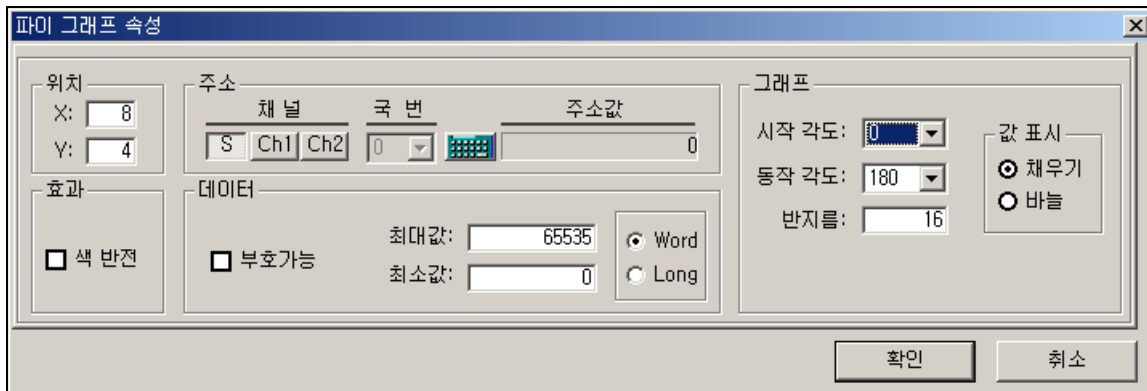 파이 그래프 속성
위치
X: 8
Y: 4
주소
채 널 국 번 주소값
S Ch1 Ch2 0 0
효과
색 반전
데이터
부호가능
최대값: 65535
최소값: 0
Word
Long
그래프
시작 각도: 0
동작 각도: 180
반지름: 16
값 표시
채우기
바늘
확인 취소